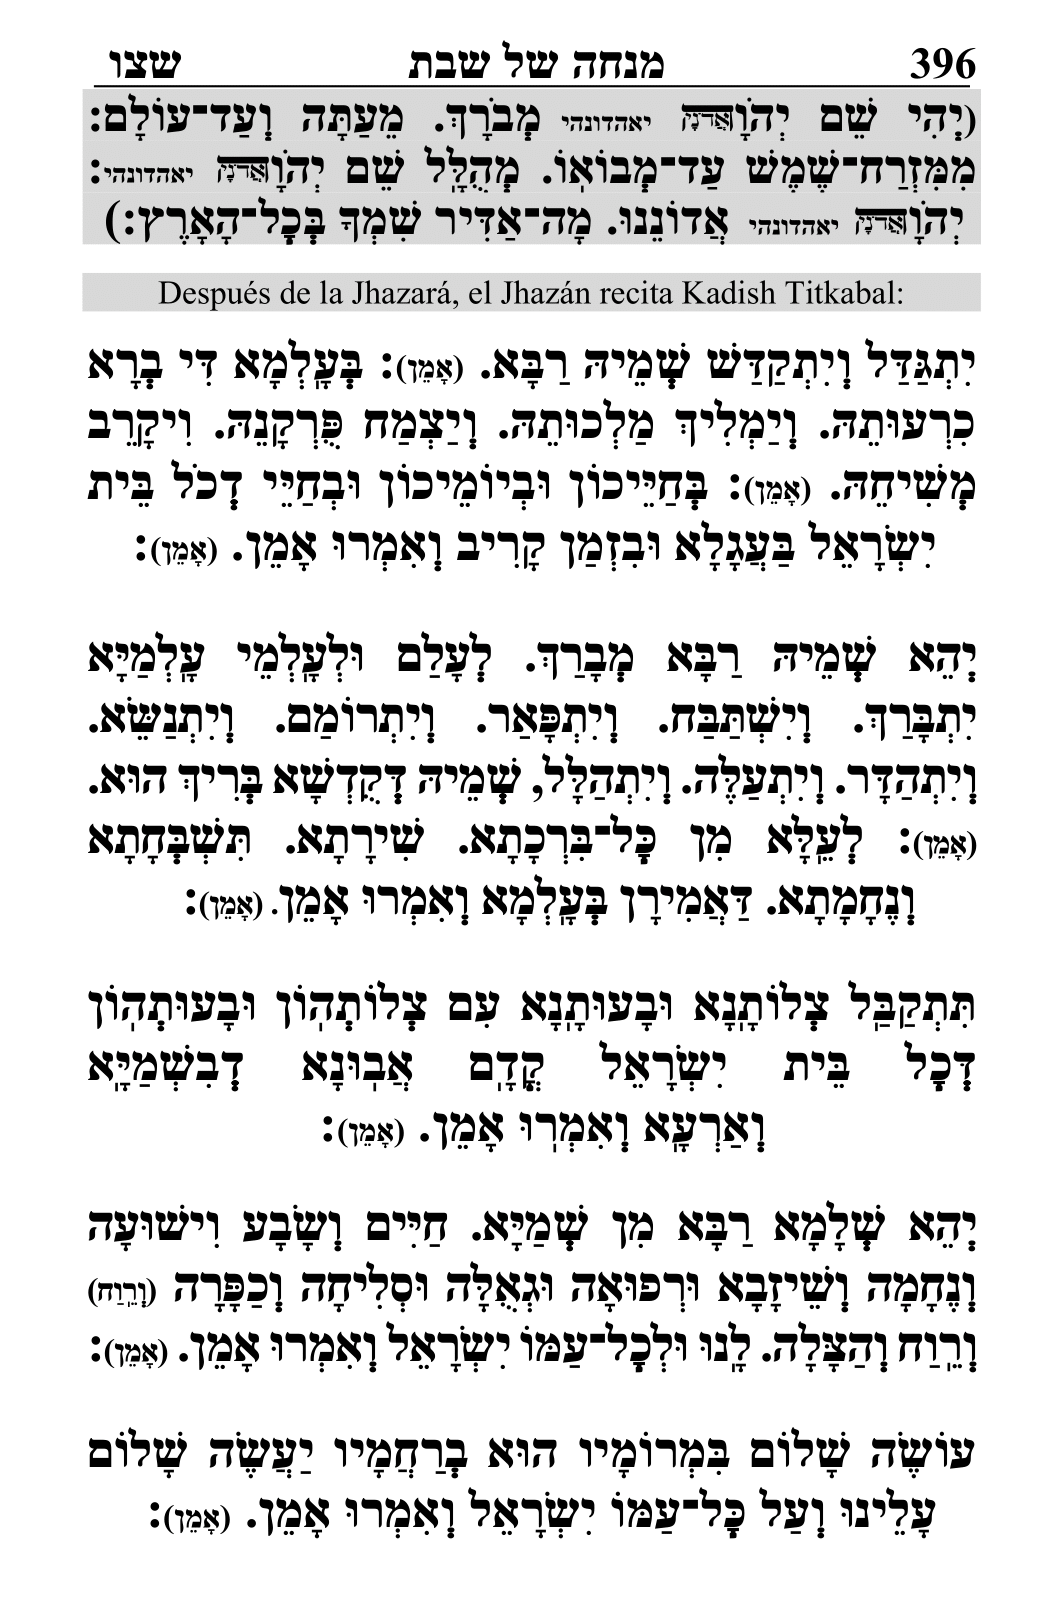 396 מנחה של שבת שצו
(יְהִי שֵׁם יְהֹוָאֲדֹנָי יאהדונהי מְבֹרָךְ. מֵעַתָּה וְעַד־עוֹלָם:
מִמִּזְרַח־שֶׁמֶשׁ עַד־מְבוֹאוֹ. מְהֻלָּל שֵׁם יְהֹוָאֲדֹנָי יאהדונהי:
יְהֹוָאֲדֹנָי יאהדונהי אֲדוֹנֵנוּ. מָה־אַדִּיר שִׁמְךָ בְּכָל־הָאָרֶץ:)
Después de la Jhazará, el Jhazán recita Kadish Titkabal:
יִתְגַּדַּל וְיִתְקַדַּשׁ שְׁמֵיהּ רַבָּא. (אָמֵן): בְּעָלְמָא דִּי בְרָא
כִרְעוּתֵהּ. וְיַמְלִיךְ מַלְכוּתֵהּ. וְיַצְמַח פֻּרְקָנֵהּ. וִיקָרֵב
מְשִׁיחֵהּ. (אָמֵן): בְּחַיֵּיכוֹן וּבְיוֹמֵיכוֹן וּבְחַיֵּי דְכֹל בֵּית
יִשְׂרָאֵל בַּעֲגָלָא וּבִזְמַן קָרִיב וְאִמְרוּ אָמֵן. (אָמֵן):
יְהֵא שְׁמֵיהּ רַבָּא מְבָרַךְ. לְעָלַם וּלְעָלְמֵי עָלְמַיָּא
יִתְבָּרַךְ. וְיִשְׁתַּבַּח. וְיִתְפָּאַר. וְיִתְרוֹמַם. וְיִתְנַשֵּׂא.
וְיִתְהַדָּר. וְיִתְעַלֶּה. וְיִתְהַלָּל, שְׁמֵיהּ דְּקֻדְשָׁא בְּרִיךְ הוּא.
(אָמֵן): לְעֵלָּא מִן כָּל־בִּרְכָתָא. שִׁירָתָא. תִּשְׁבְּחָתָא
וְנֶחָמָתָא. דַּאֲמִירָן בְּעָלְמָא וְאִמְרוּ אָמֵן. (אָמֵן):
תִּתְקַבַּל צְלוֹתָנָא וּבָעוּתָנָא עִם צְלוֹתְהוֹן וּבָעוּתְהוֹן
דְּכָל בֵּית יִשְׂרָאֵל קֳדָם אֲבוּנָא דְבִשְׁמַיָּא
וְאַרְעָא וְאִמְרוּ אָמֵן. (אָמֵן):
יְהֵא שְׁלָמָא רַבָּא מִן שְׁמַיָּא. חַיִּים וְשָׂבָע וִישׁוּעָה
וְנֶחָמָה וְשֵׁיזָבָא וּרְפוּאָה וּגְאֻלָּה וּסְלִיחָה וְכַפָּרָה (וְרֵוַח)
וְרֵוַח וְהַצָּלָה. לָנוּ וּלְכָל־עַמּוֹ יִשְׂרָאֵל וְאִמְרוּ אָמֵן. (אָמֵן):
עוֹשֶׂה שָׁלוֹם בִּמְרוֹמָיו הוּא בְרַחֲמָיו יַעֲשֶׂה שָׁלוֹם
עָלֵינוּ וְעַל כָּל־עַמּוֹ יִשְׂרָאֵל וְאִמְרוּ אָמֵן. (אָמֵן):